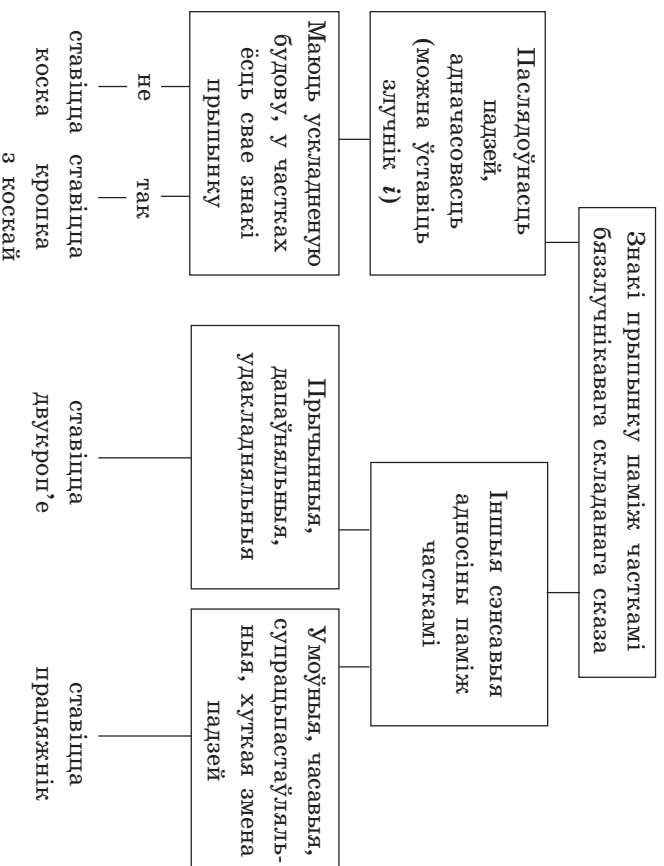 Знакі прыпынку паміж часткамі
бяззлучнікавага складанага сказа
Паслядоўнасць
падзей,
адначасовасць
(можна ўставіць
злучнік і)
Іншыя сэнсавыя
адносіны паміж
часткамі
Маюць ускладненую
будову, у частках
ёсць свае знакі
прыпынку
Прычынныя,
дапаўняльныя,
удакладняльныя
Умоўныя, часавыя,
супрацьпастаўляль-
ныя, хуткая змена
падзей
не
так
ставіцца
коска
ставіцца
кропка
з коскай
ставіцца
двукроп’е
ставіцца
працяжнік